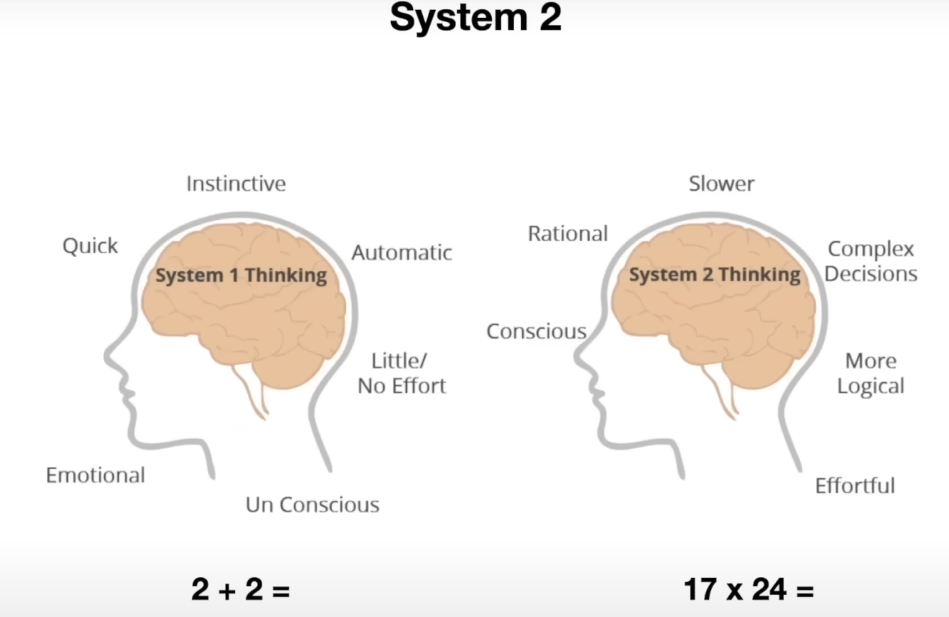 System 2
Instinctive
Quick
Automatic
System 1 Thinking
Little/
No Effort
Emotional
Un Conscious
2 + 2 =
Slower
Rational
Complex
Decisions
System 2 Thinking
Conscious
More
Logical
Effortful
17 x 24 =